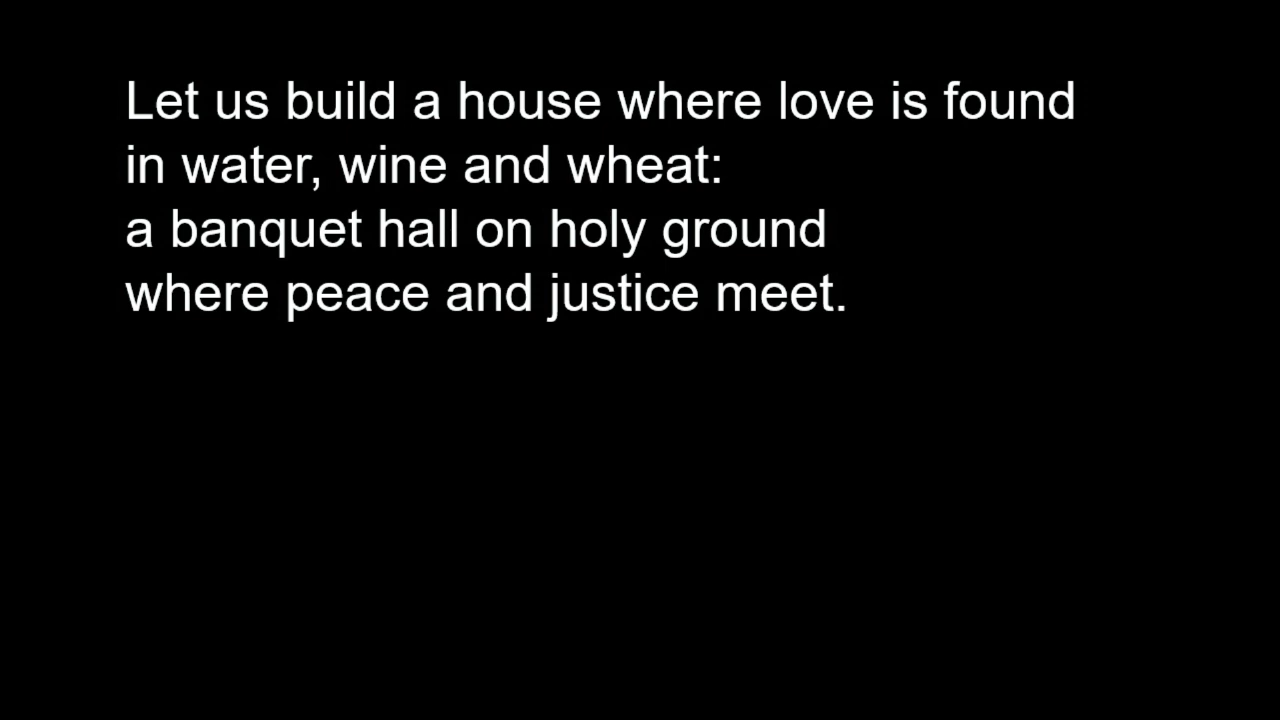 Let us build a house where love is found
in water, wine and wheat:
a banquet hall on holy ground
where peace and justice meet.